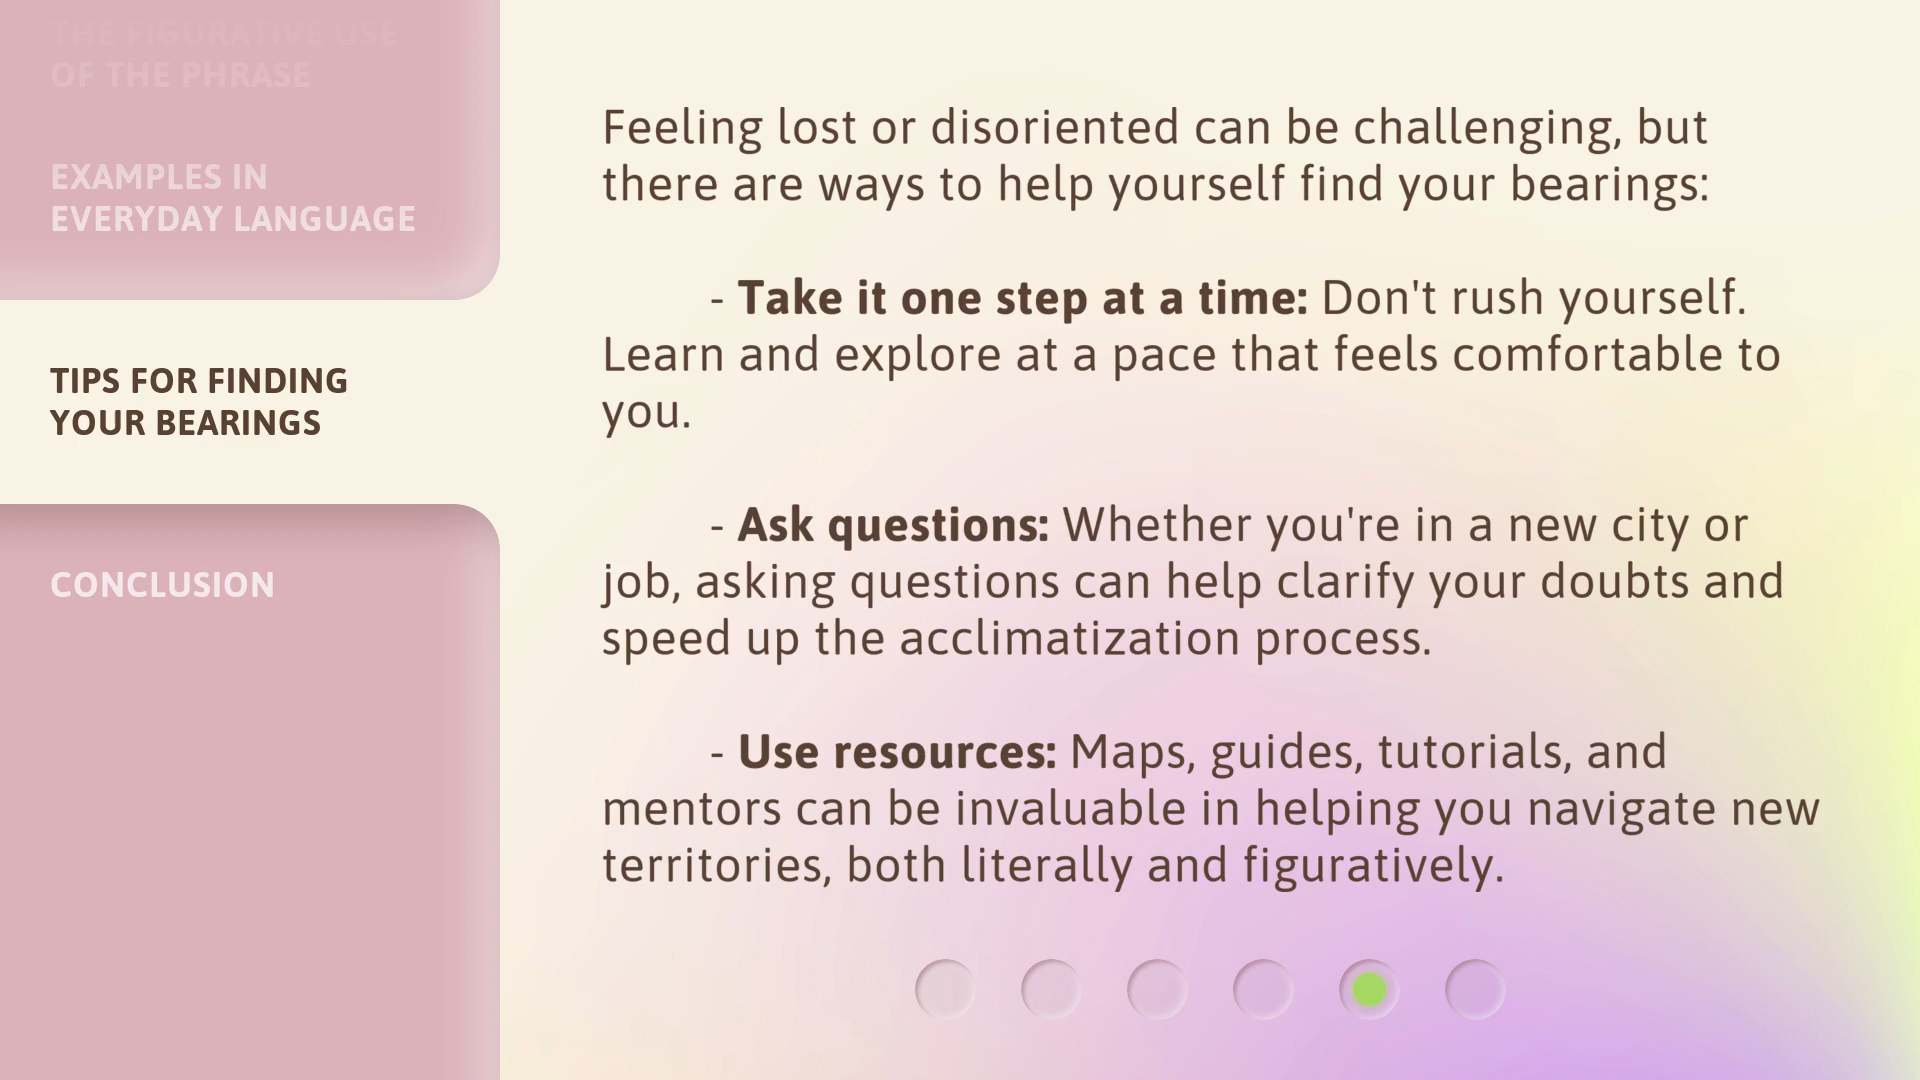 THE FIGURATIVE USE
OF THE PHRASE
EXAMPLES IN
EVERYDAY LANGUAGE
TIPS FOR FINDING
YOUR BEARINGS
CONCLUSION
Feeling lost or disoriented can be challenging, but
there are ways to help yourself find your bearings:
- Take it one step at a time: Don't rush yourself.
Learn and explore at a pace that feels comfortable to
you.
- Ask questions: Whether you're in a new city or
job, asking questions can help clarify your doubts and
speed up the acclimatization process.
- Use resources: Maps, guides, tutorials, and
mentors can be invaluable in helping you navigate new
territories, both literally and figuratively.